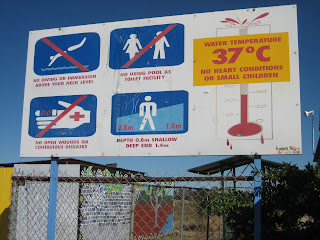 NO DIVING OR IMMERSION
ABOVE YOUR NECK LEVEL
NO USING POOL AS
TOILET FACILITY
WATER TEMPERATURE
37°C
NO HEART CONDITIONS
OR SMALL CHILDREN
NO OPEN WOUNDS OR
CONTAGIOUS DISEASES
0.8m 1.4m
DEPTH 0.8m SHALLOW
DEEP END 1.4m